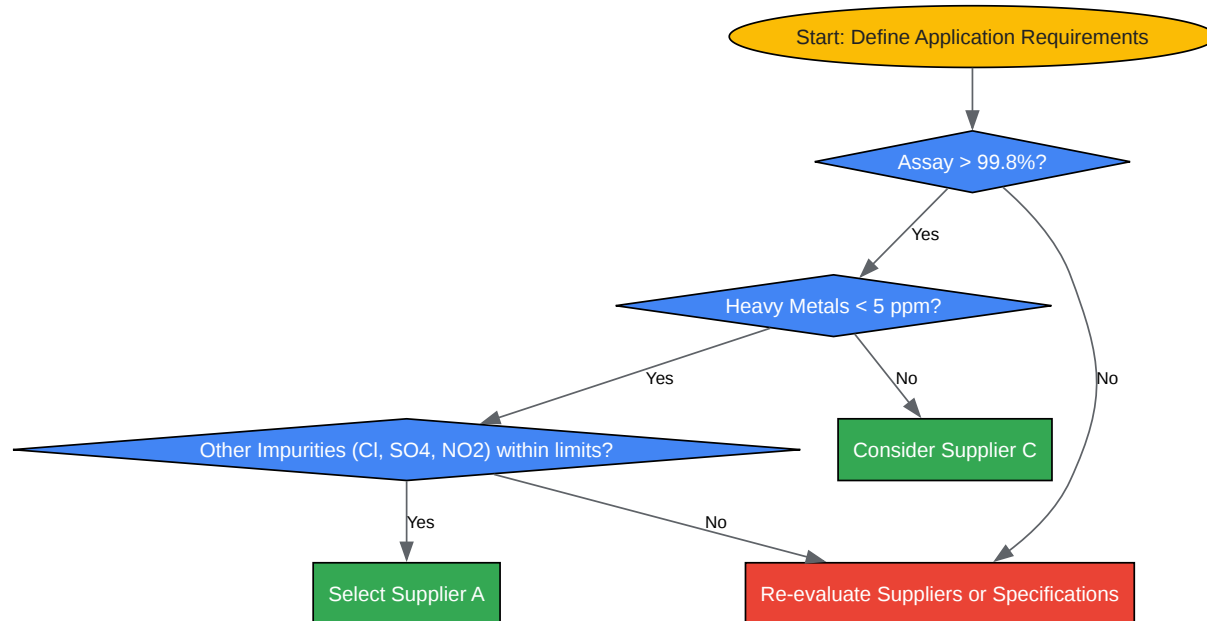 Start: Define Application Requirements
Assay > 99.8%?
Yes
Heavy Metals < 5 ppm?
Yes
No
No
Other Impurities (Cl, SO4, NO2) within limits?
Consider Supplier C
Yes
No
Select Supplier A
Re-evaluate Suppliers or Specifications